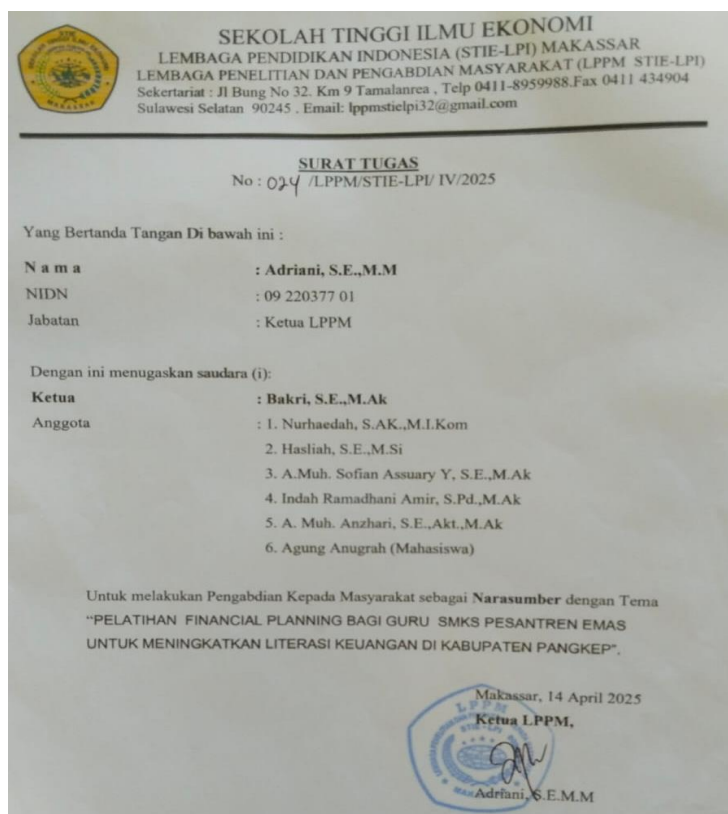 SEKOLAH TINGGI ILMU EKONOMI
LEMBAGA PENDIDIKAN INDONESIA (STIE-LPI) MAKASSAR
LEMBAGA PENELITIAN DAN PENGABDIAN MASYARAKAT (LPPM STIE-LPI)
Sekertariat : Jl Bung No 32. Km 9 Tamalanrea , Telp 0411-8959988.Fax 0411 434904
Sulawesi Selatan 90245 . Email: lppmstielpi32@gmail.com
SURAT TUGAS
No : 024 /LPPM/STIE-LPI/ IV/2025
Yang Bertanda Tangan Di bawah ini :
N a m a : Adriani, S.E.,M.M
NIDN : 09 220377 01
Jabatan : Ketua LPPM
Dengan ini menugaskan saudara (i):
Ketua : Bakri, S.E.,M.Ak
Anggota : 1. Nurhaedah, S.AK.,M.I.Kom
2. Hasliah, S.E.,M.Si
3. A.Muh. Sofian Assuary Y, S.E.,M.Ak
4. Indah Ramadhani Amir, S.Pd.,M.Ak
5. A. Muh. Anzhari, S.E.,Akt.,M.Ak
6. Agung Anugrah (Mahasiswa)
Untuk melakukan Pengabdian Kepada Masyarakat sebagai Narasumber dengan Tema
“PELATIHAN FINANCIAL PLANNING BAGI GURU SMKS PESANTREN EMAS
UNTUK MENINGKATKAN LITERASI KEUANGAN DI KABUPATEN PANGKEP”.
Makassar, 14 April 2025
Ketua LPPM,
LPPM
STIE - LPI
Adriani, S.E.M.M